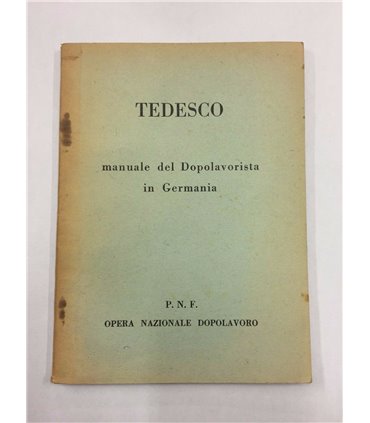 TEDESCO
manuale del Dopolavorista
in Germania
P. N. F.
OPERA NAZIONALE DOPOLAVORO